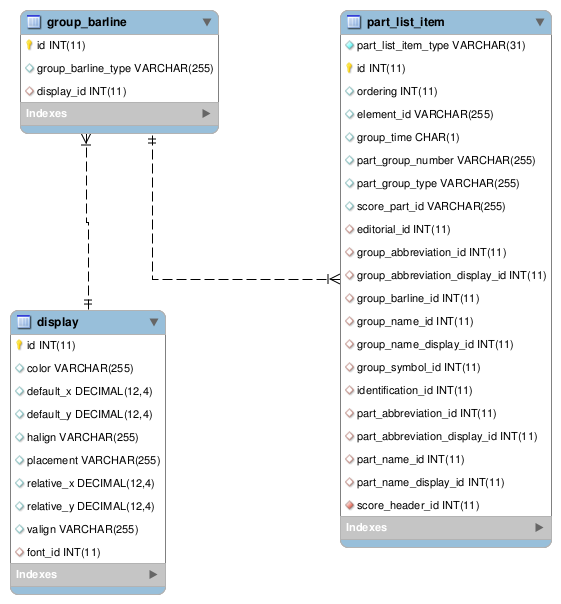 group_barline
id INT(11)
group_barline_type VARCHAR(255)
display_id INT(11)
Indexes
display
id INT(11)
color VARCHAR(255)
default_x DECIMAL(12,4)
default_y DECIMAL(12,4)
halign VARCHAR(255)
placement VARCHAR(255)
relative_x DECIMAL(12,4)
relative_y DECIMAL(12,4)
valign VARCHAR(255)
font_id INT(11)
Indexes
part_list_item
part_list_item_type VARCHAR(31)
id INT(11)
ordering INT(11)
element_id VARCHAR(255)
group_time CHAR(1)
part_group_number VARCHAR(255)
part_group_type VARCHAR(255)
score_part_id VARCHAR(255)
editorial_id INT(11)
group_abbreviation_id INT(11)
group_abbreviation_display_id INT(11)
group_barline_id INT(11)
group_name_id INT(11)
group_name_display_id INT(11)
group_symbol_id INT(11)
identification_id INT(11)
part_abbreviation_id INT(11)
part_abbreviation_display_id INT(11)
part_name_id INT(11)
part_name_display_id INT(11)
score_header_id INT(11)
Indexes